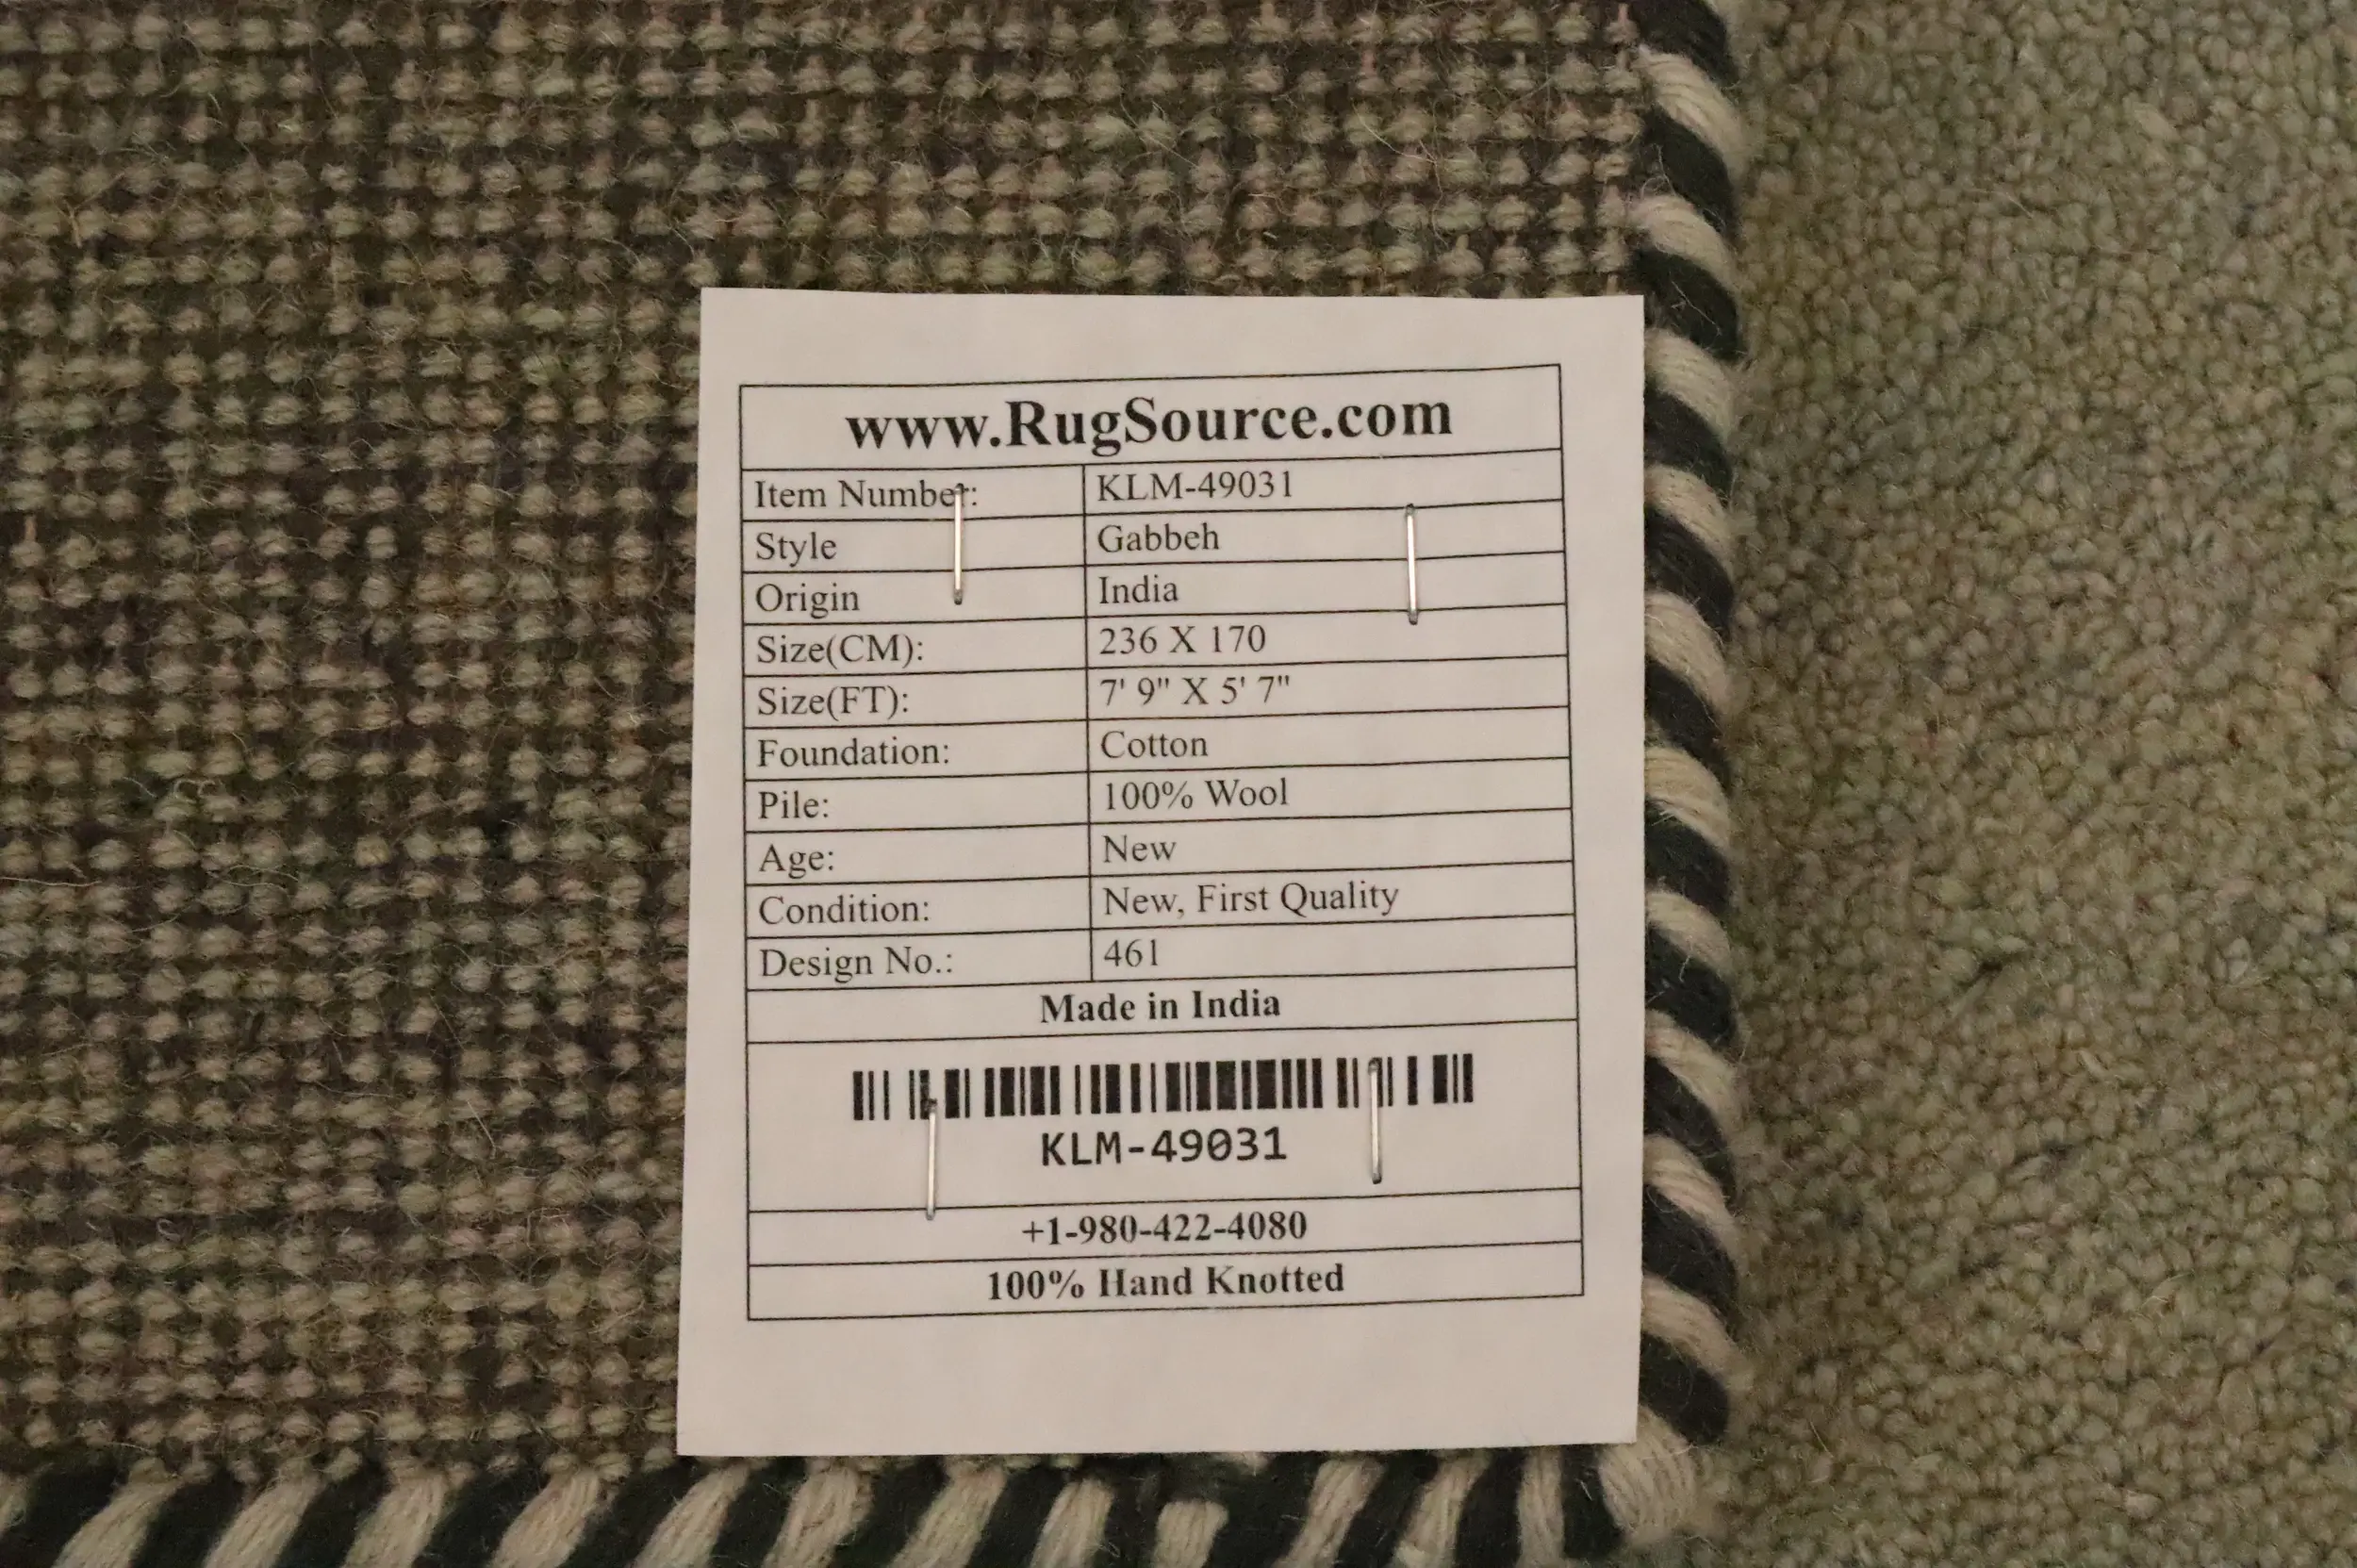 www.RugSource.com
Item Number: KLM-49031
Style Gabbeh
Origin India
Size(CM): 236 X 170
Size(FT): 7' 9" X 5' 7"
Foundation: Cotton
Pile: 100% Wool
Age: New
Condition: New, First Quality
Design No.: 461
Made in India
KLM-49031
+1-980-422-4080
100% Hand Knotted